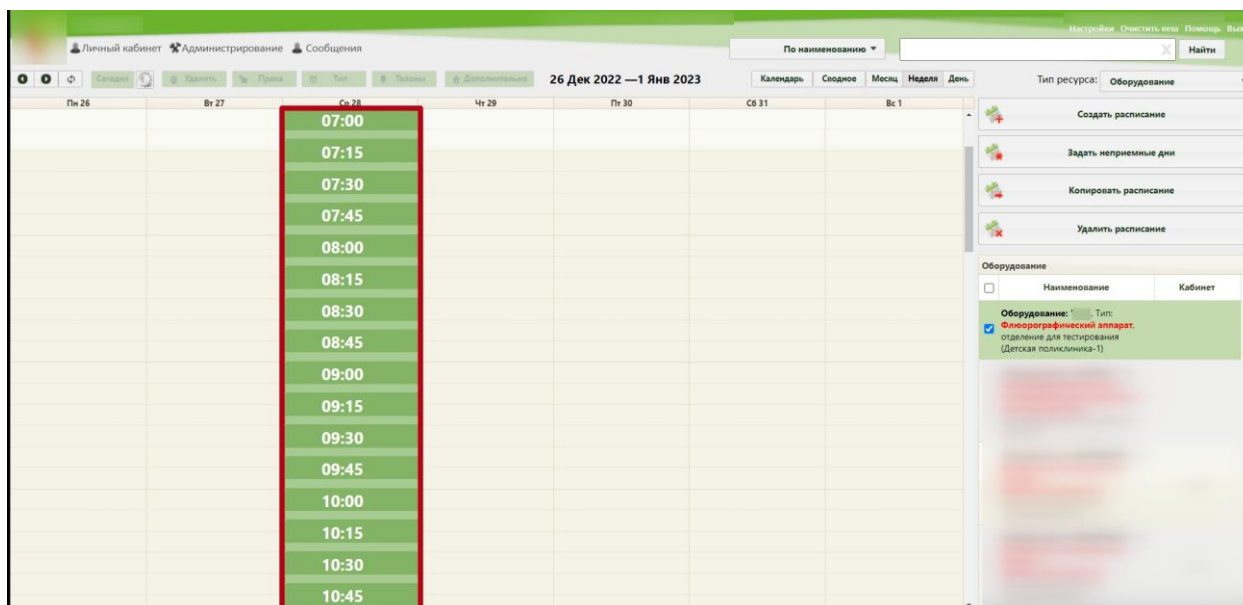 Настройки Очистить кеш Помощь
Личный кабинет Администрирование Сообщения
По наименованию Найти
Сегодня Удалить Права Тип Талоны Дополнительно 26 Дек 2022 —1 Янв 2023 Календарь Сводное Месяц Неделя День Тип ресурса: Оборудование
Пн 26 Вт 27 Ср 28 Чт 29 Пт 30 Сб 31 Вс 1
07:00
07:15
07:30
07:45
08:00
08:15
08:30
08:45
09:00
09:15
09:30
09:45
10:00
10:15
10:30
10:45
Создать расписание
Задать неприемные дни
Копировать расписание
Удалить расписание
Оборудование
Наименование Кабинет
Оборудование: ' , Тип:
Флюорографический аппарат,
отделение для тестирования
(Детская поликлиника-1)